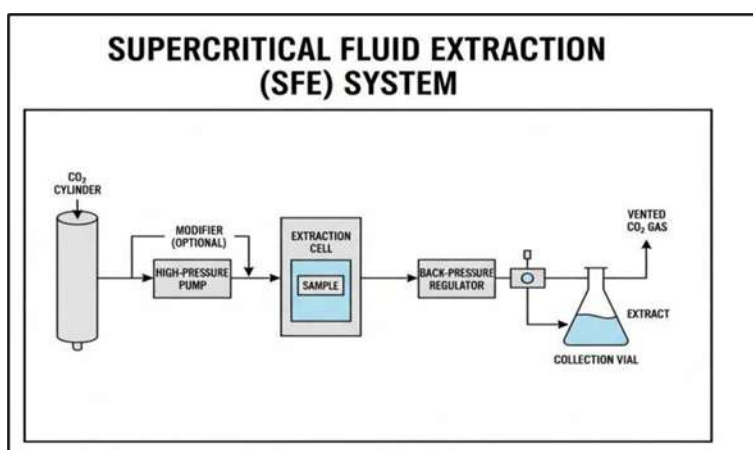 SUPERCRITICAL FLUID EXTRACTION
(SFE) SYSTEM
CO₂
CYLINDER
MODIFIER
(OPTIONAL)
HIGH-PRESSURE
PUMP
EXTRACTION
CELL
SAMPLE
BACK-PRESSURE
REGULATOR
VENTED
CO₂ GAS
EXTRACT
COLLECTION VIAL